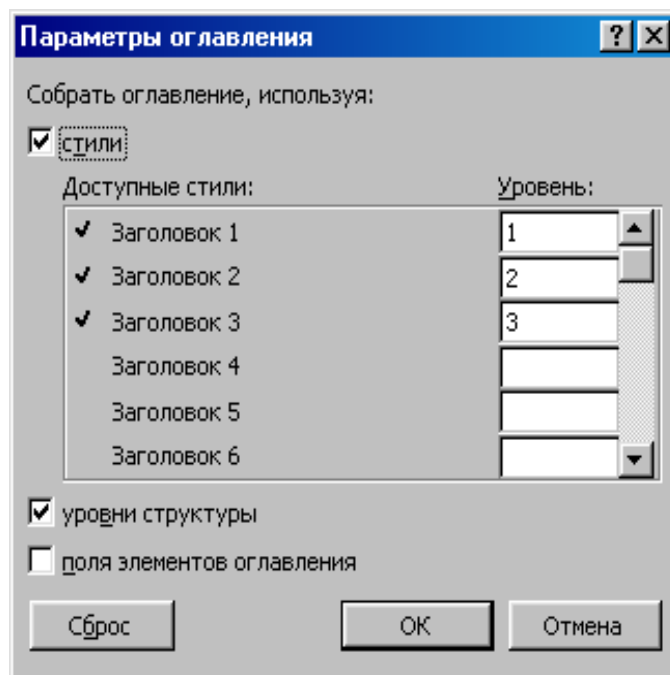 Параметры оглавления
Собрать оглавление, используя:
стили
Доступные стили: Уровень:
Заголовок 1 1
Заголовок 2 2
Заголовок 3 3
Заголовок 4
Заголовок 5
Заголовок 6
уровни структуры
поля элементов оглавления
Сброс ОК Отмена